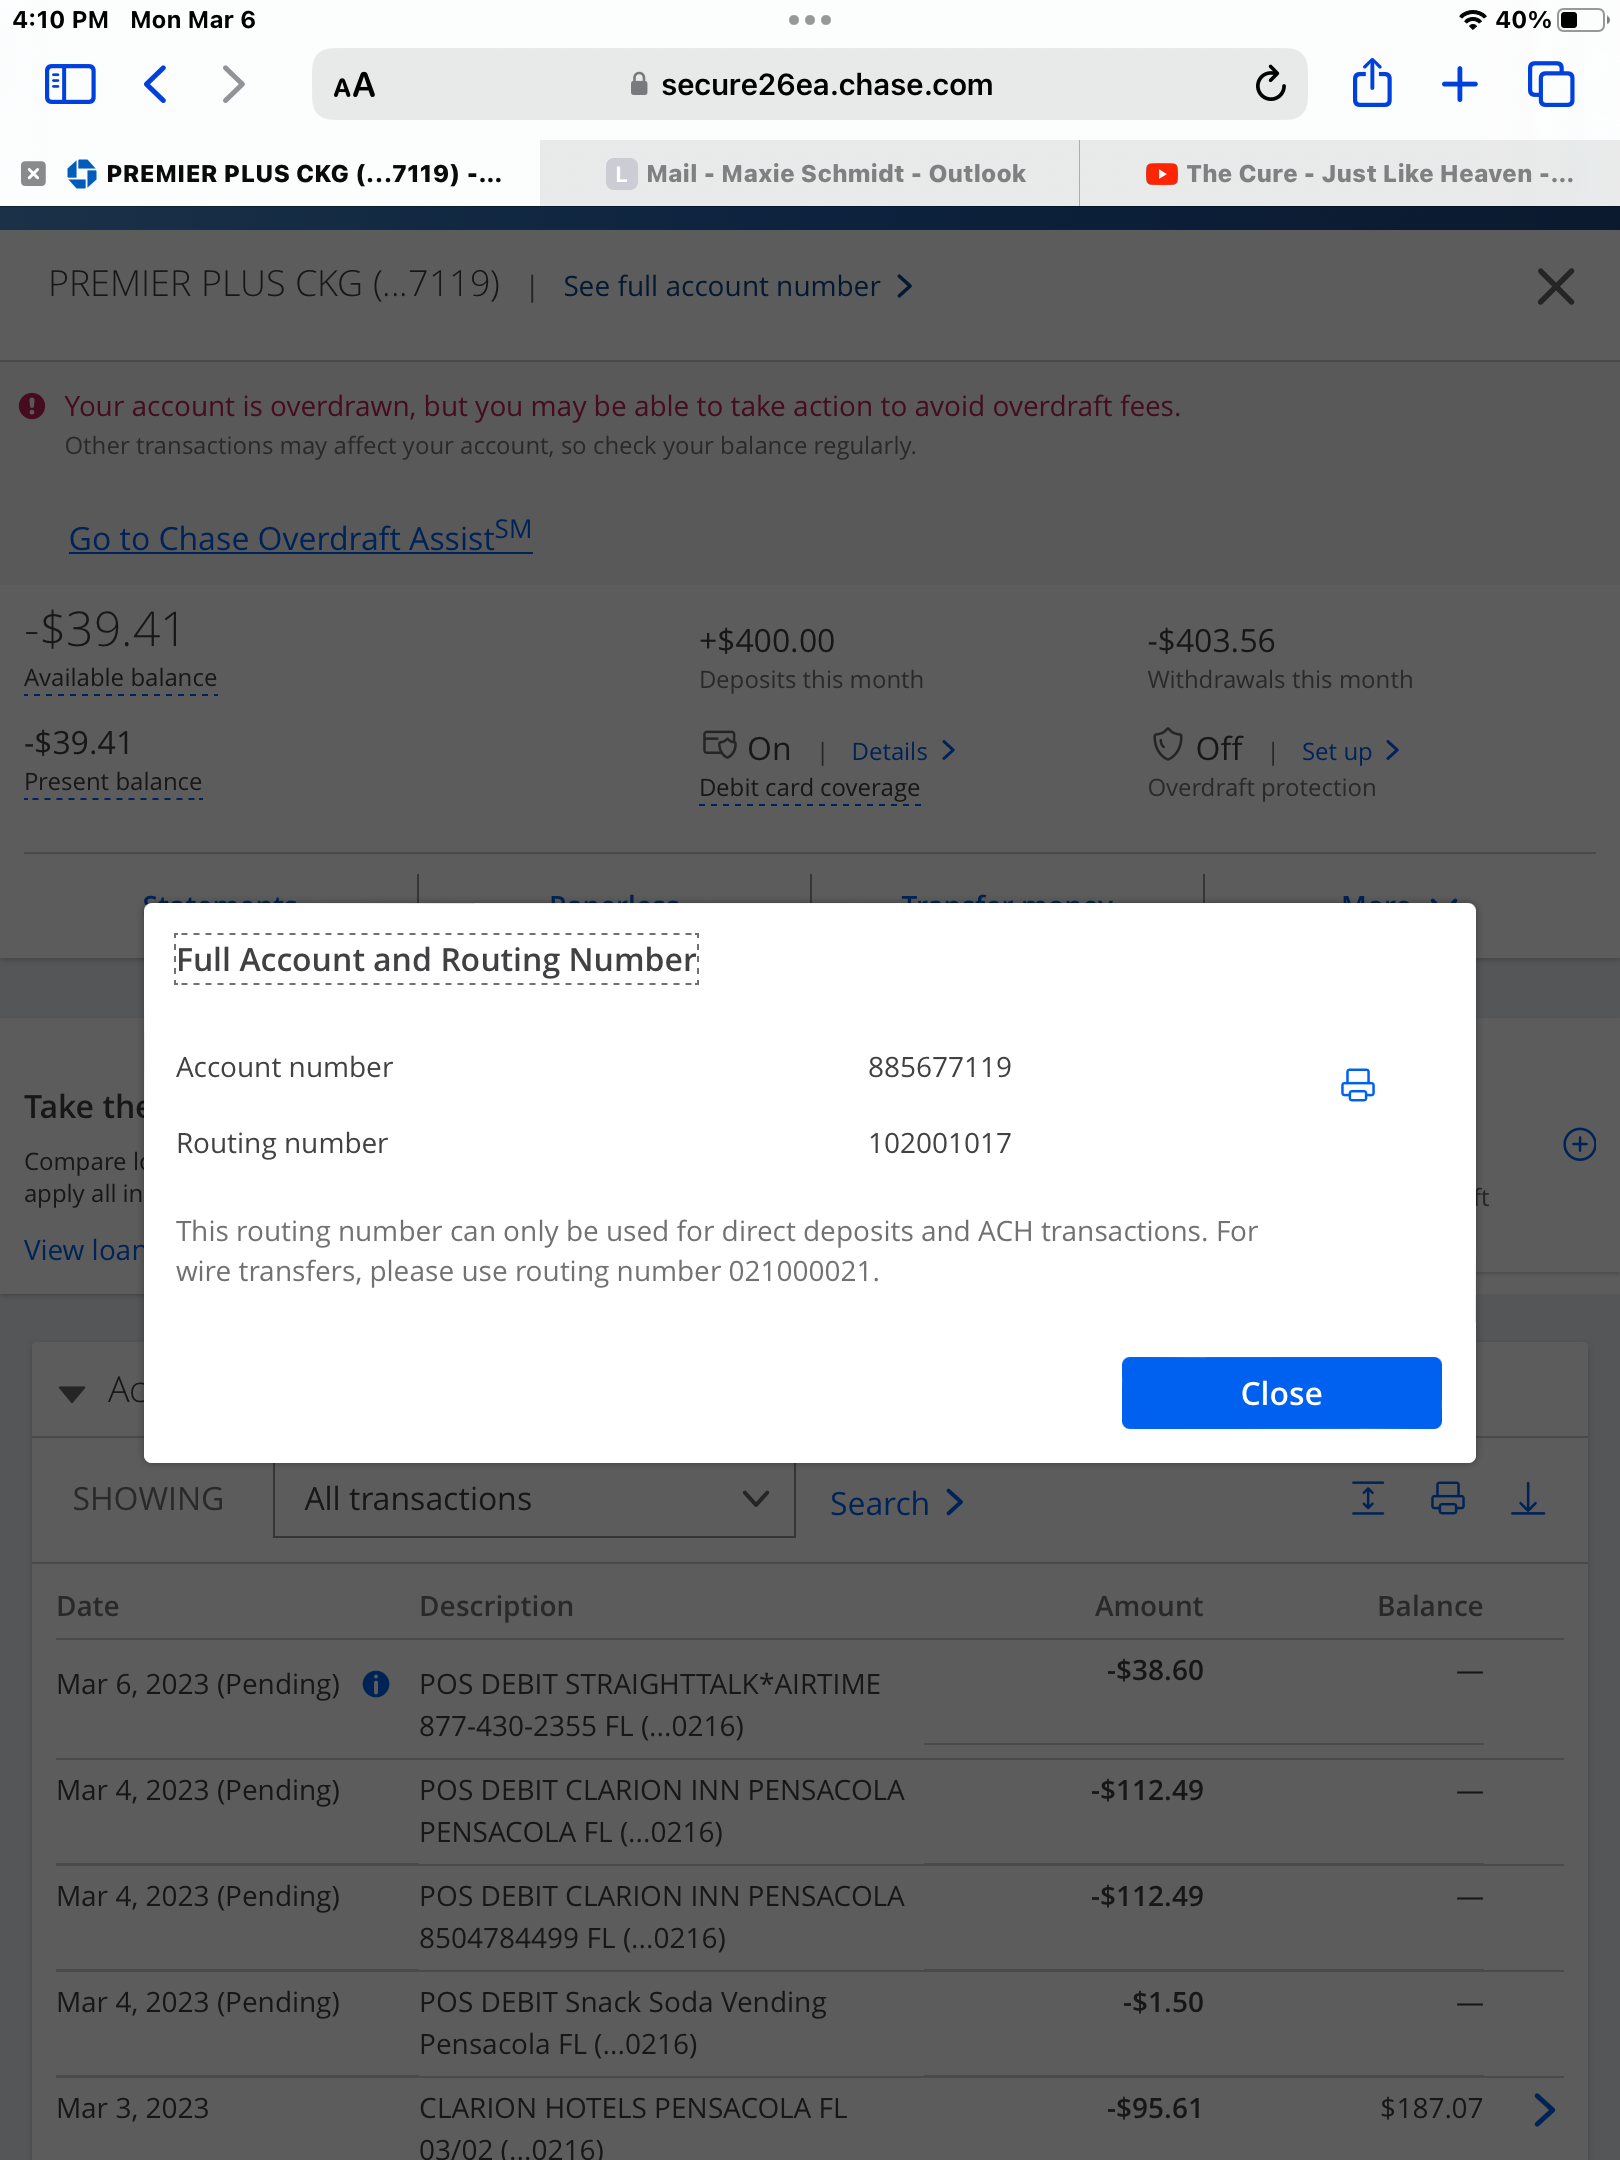 4:10 PM Mon Mar 6
40%
AA
secure26ea.chase.com
PREMIER PLUS CKG (...7119) -...
L Mail - Maxie Schmidt - Outlook
The Cure - Just Like Heaven -...
PREMIER PLUS CKG (...7119) | See full account number
Your account is overdrawn, but you may be able to take action to avoid overdraft fees.
Other transactions may affect your account, so check your balance regularly.
Go to Chase Overdraft AssistSM
-$39.41
Available balance
+$400.00
Deposits this month
-$403.56
Withdrawals this month
-$39.41
Present balance
On | Details
Debit card coverage
Off | Set up
Overdraft protection
Statements
Paperless
Transfer money
More
Full Account and Routing Number
Account number 885677119
Routing number 102001017
This routing number can only be used for direct deposits and ACH transactions. For
wire transfers, please use routing number 021000021.
Close
Take the
Compare
apply all in
View loan
SHOWING All transactions Search
Date Description Amount Balance
Mar 6, 2023 (Pending) POS DEBIT STRAIGHTTALK*AIRTIME -$38.60 —
877-430-2355 FL (...0216)
Mar 4, 2023 (Pending) POS DEBIT CLARION INN PENSACOLA -$112.49 —
PENSACOLA FL (...0216)
Mar 4, 2023 (Pending) POS DEBIT CLARION INN PENSACOLA -$112.49 —
8504784499 FL (...0216)
Mar 4, 2023 (Pending) POS DEBIT Snack Soda Vending -$1.50 —
Pensacola FL (...0216)
Mar 3, 2023 CLARION HOTELS PENSACOLA FL -$95.61 $187.07
03/02 (...0216)